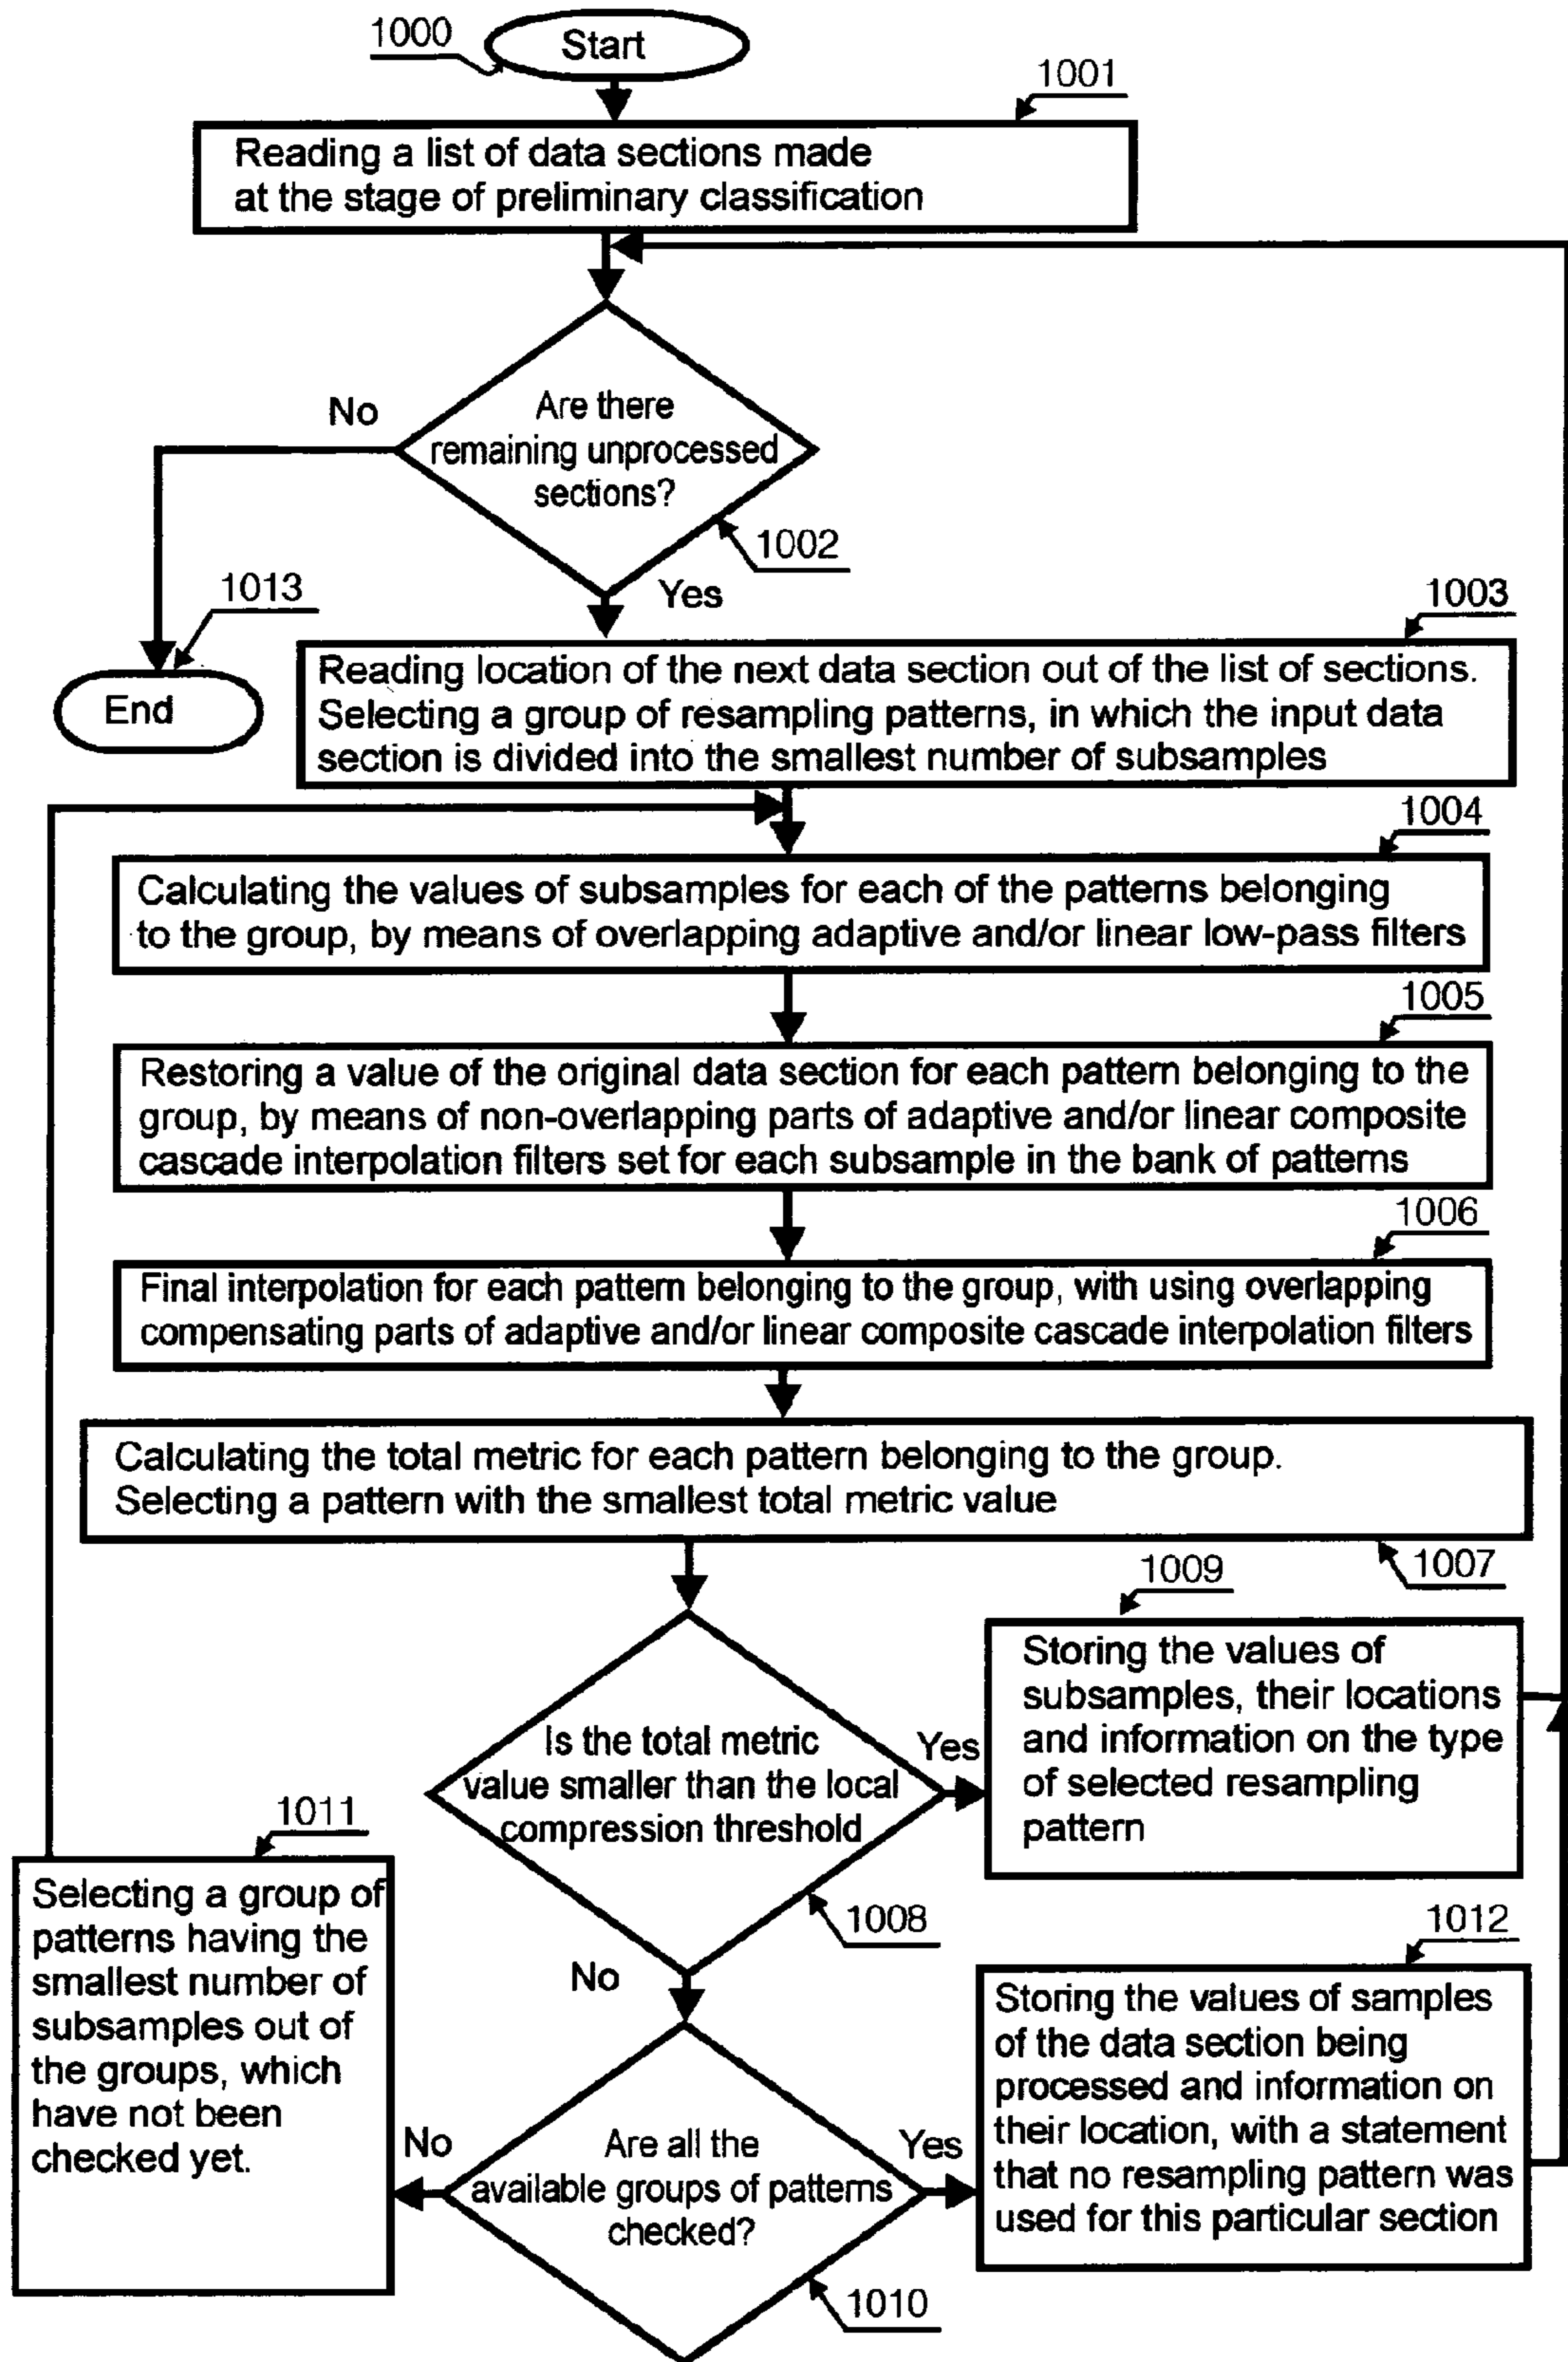 1000
Start
1001
Reading a list of data sections made
at the stage of preliminary classification
No
Are there
remaining unprocessed
sections?
1002
Yes
1013
End
1003
Reading location of the next data section out of the list of sections.
Selecting a group of resampling patterns, in which the input data
section is divided into the smallest number of subsamples
1004
Calculating the values of subsamples for each of the patterns belonging
to the group, by means of overlapping adaptive and/or linear low-pass filters
1005
Restoring a value of the original data section for each pattern belonging to the
group, by means of non-overlapping parts of adaptive and/or linear composite
cascade interpolation filters set for each subsample in the bank of patterns
1006
Final interpolation for each pattern belonging to the group, with using overlapping
compensating parts of adaptive and/or linear composite cascade interpolation filters
Calculating the total metric for each pattern belonging to the group.
Selecting a pattern with the smallest total metric value
1007
1009
Is the total metric
value smaller than the local
compression threshold
Yes
Storing the values of
subsamples, their locations
and information on the type
of selected resampling
pattern
1008
No
1011
Selecting a group of
patterns having the
smallest number of
subsamples out of
the groups, which
have not been
checked yet.
No
Are all the
available groups of patterns
checked?
Yes
1010
1012
Storing the values of samples
of the data section being
processed and information on
their location, with a statement
that no resampling pattern was
used for this particular section